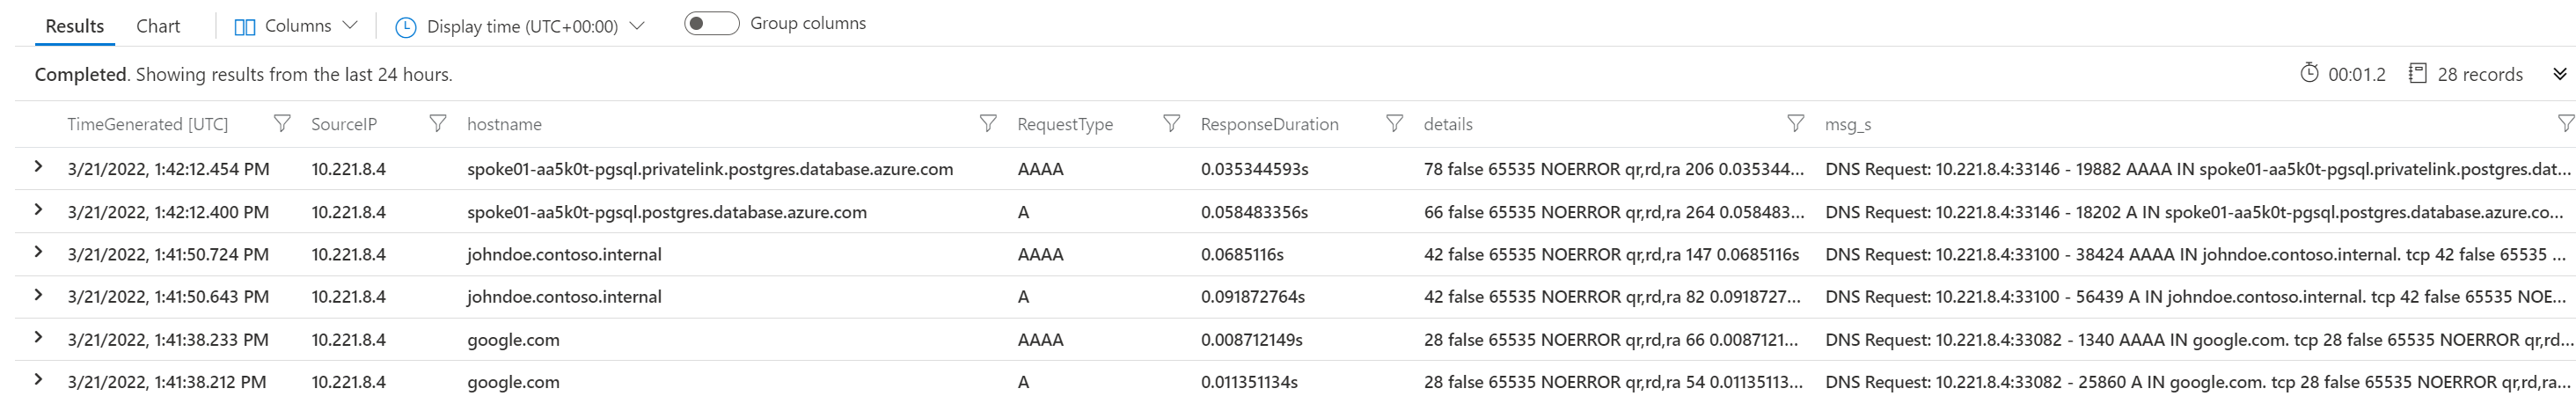 Results Chart Columns Display time (UTC+00:00) Group columns
Completed. Showing results from the last 24 hours. 00:01.2 28 records
TimeGenerated [UTC] SourceIP hostname RequestType ResponseDuration details msg_s
3/21/2022, 1:42:12.454 PM 10.221.8.4 spoke01-aa5k0t-pgsql.privatelink.postgres.database.azure.com AAAA 0.035344593s 78 false 65535 NOERROR qr,rd,ra 206 0.035344... DNS Request: 10.221.8.4:33146 - 19882 AAAA IN spoke01-aa5k0t-pgsql.privatelink.postgres.dat...
3/21/2022, 1:42:12.400 PM 10.221.8.4 spoke01-aa5k0t-pgsql.postgres.database.azure.com A 0.058483356s 66 false 65535 NOERROR qr,rd,ra 264 0.058483... DNS Request: 10.221.8.4:33146 - 18202 A IN spoke01-aa5k0t-pgsql.postgres.database.azure.co...
3/21/2022, 1:41:50.724 PM 10.221.8.4 johndoe.contoso.internal AAAA 0.0685116s 42 false 65535 NOERROR qr,rd,ra 147 0.0685116s DNS Request: 10.221.8.4:33100 - 38424 AAAA IN johndoe.contoso.internal. tcp 42 false 65535 ...
3/21/2022, 1:41:50.643 PM 10.221.8.4 johndoe.contoso.internal A 0.091872764s 42 false 65535 NOERROR qr,rd,ra 82 0.0918727... DNS Request: 10.221.8.4:33100 - 56439 A IN johndoe.contoso.internal. tcp 42 false 65535 NOE...
3/21/2022, 1:41:38.233 PM 10.221.8.4 google.com AAAA 0.008712149s 28 false 65535 NOERROR qr,rd,ra 66 0.0087121... DNS Request: 10.221.8.4:33082 - 1340 AAAA IN google.com. tcp 28 false 65535 NOERROR qr,rd...
3/21/2022, 1:41:38.212 PM 10.221.8.4 google.com A 0.011351134s 28 false 65535 NOERROR qr,rd,ra 54 0.01135113... DNS Request: 10.221.8.4:33082 - 25860 A IN google.com. tcp 28 false 65535 NOERROR qr,rd,ra...